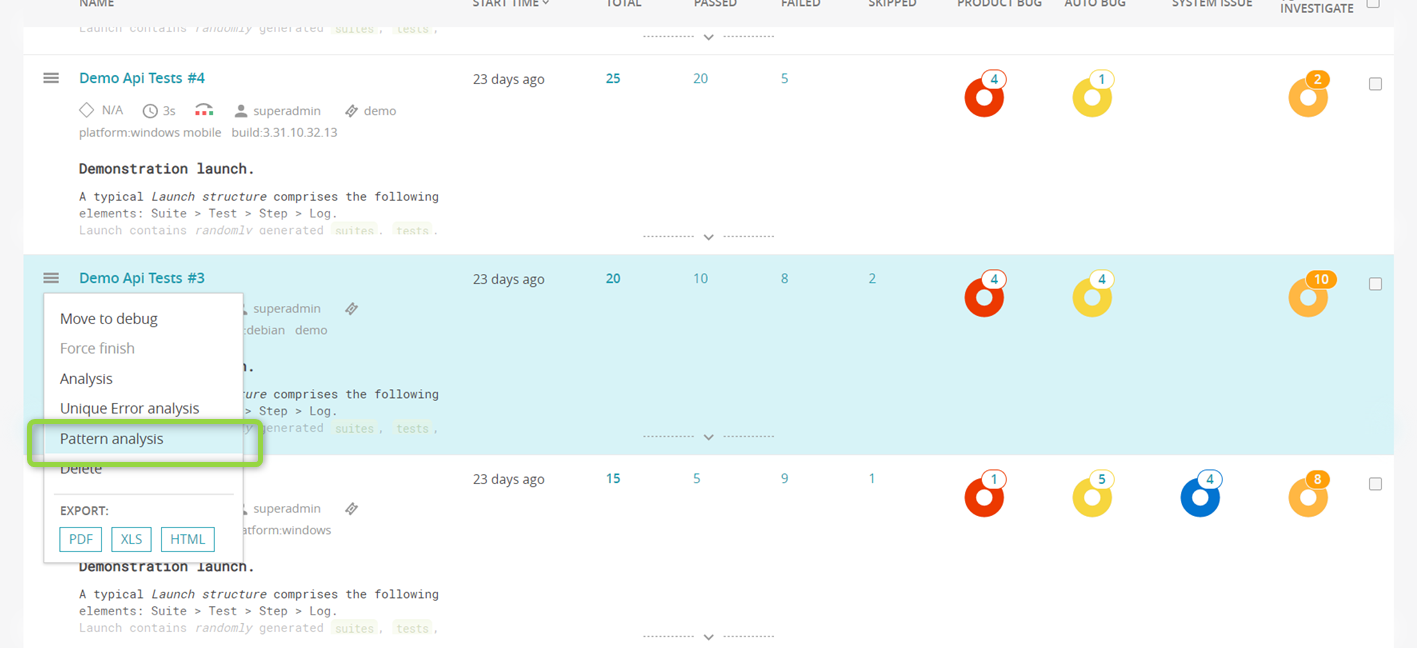 NAME START TIME TOTAL PASSED FAILED SKIPPED PRODUCT BUG AUTO BUG SYSTEM ISSUE INVESTIGATE
Launch contains randomly generated suites, tests,
Demo Api Tests #4 23 days ago 25 20 5 4 1 2
N/A 3s superadmin demo
platform:windows mobile build:3.31.10.32.13
Demonstration launch.
A typical Launch structure comprises the following
elements: Suite > Test > Step > Log.
Launch contains randomly generated suites, tests,
Demo Api Tests #3 23 days ago 20 10 8 2 4 4 10
superadmin
:debian demo
h.
ure comprises the following
> Step > Log.
y generated suites, tests,
Move to debug
Force finish
Analysis
Unique Error analysis
Pattern analysis
Delete
EXPORT:
PDF XLS HTML
23 days ago 15 5 9 1 1 5 4 8
superadmin
atform:windows
Demonstration launch.
A typical Launch structure comprises the following
elements: Suite > Test > Step > Log.
Launch contains randomly generated suites, tests,